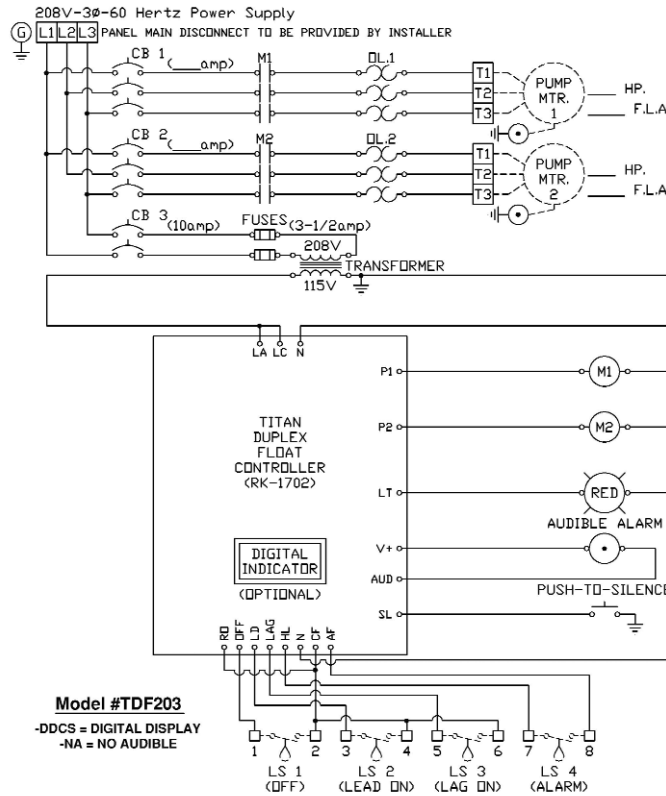 208V-3ø-60 Hertz Power Supply
G L1 L2 L3 PANEL MAIN DISCONNECT TO BE PROVIDED BY INSTALLER
CB 1 (___amp) M1 OL.1
T1
T2
T3
PUMP
MTR.
1
HP.
F.L.A
CB 2 (___amp) M2 OL.2
T1
T2
T3
PUMP
MTR.
2
HP.
F.L.A
CB 3 (10amp) FUSES (3-1/2amp)
208V
TRANSFORMER
115V
LA LC N
P1 M1
P2 M2
TITAN
DUPLEX
FLOAT
CONTROLLER
(RK-1702)
LT RED
AUDIBLE ALARM
V+
DIGITAL
INDICATOR
(OPTIONAL)
AUD
PUSH-TO-SILENCE
SL
RO OFF LD LAG HL N CF AF
Model #TDF203
-DDCS = DIGITAL DISPLAY
-NA = NO AUDIBLE
1 2 3 4 5 6 7 8
LS 1
(OFF)
LS 2
(LEAD ON)
LS 3
(LAG ON)
LS 4
(ALARM)